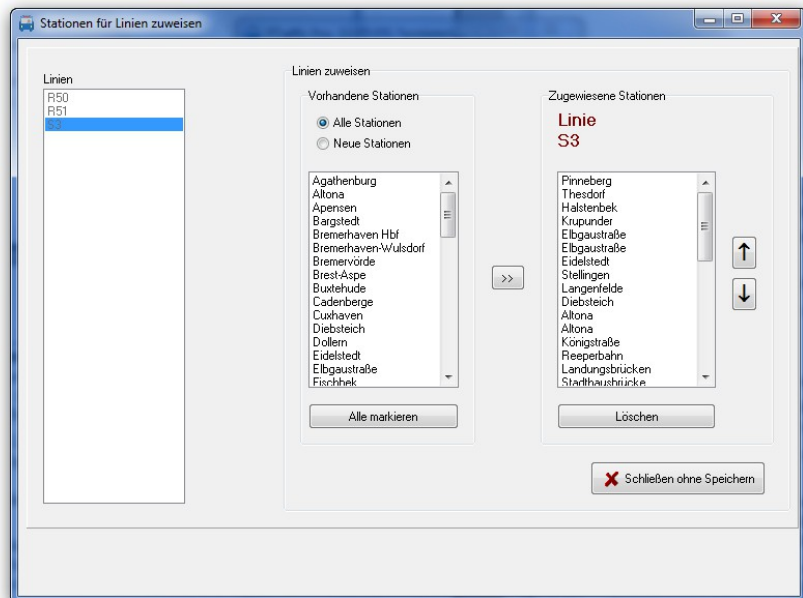 Stationen für Linien zuweisen
Linien
R50
R51
S3
Linien zuweisen
Vorhandene Stationen
Alle Stationen
Neue Stationen
Agathenburg
Altona
Apensen
Bargstedt
Bremerhaven Hbf
Bremerhaven-Wulsdorf
Bremervörde
Brest-Aspe
Buxtehude
Cadenberge
Cuxhaven
Diebsteich
Dollern
Eidelstedt
Elbgaustraße
Fischbek
Alle markieren
>>
Zugewiesene Stationen
Linie
S3
Pinneberg
Thesdorf
Halstenbek
Krupunder
Elbgaustraße
Elbgaustraße
Eidelstedt
Stellingen
Langenfelde
Diebsteich
Altona
Altona
Königstraße
Reeperbahn
Landungsbrücken
Stadthausbrücke
Löschen
Schließen ohne Speichern